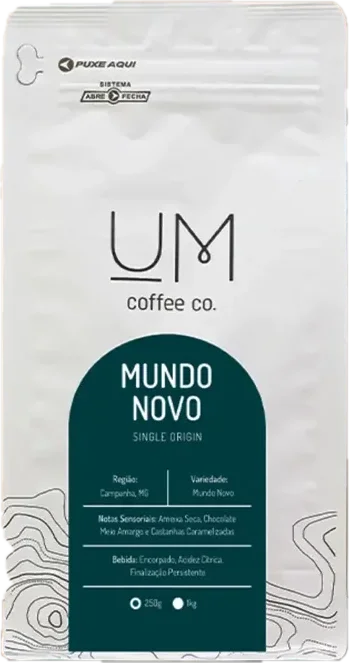 PUXE AQUI
SISTEMA
ABRE FECHA
UM
coffee co.
MUNDO
NOVO
SINGLE ORIGIN
Região:
Campanha, MG
Variedade:
Mundo Novo
Notas Sensoriais: Ameixa Seca, Chocolate
Meio Amargo e Castanhas Caramelizadas
Bebida: Encorpado, Acidez Cítrica,
Finalização Persistente
250g 1kg